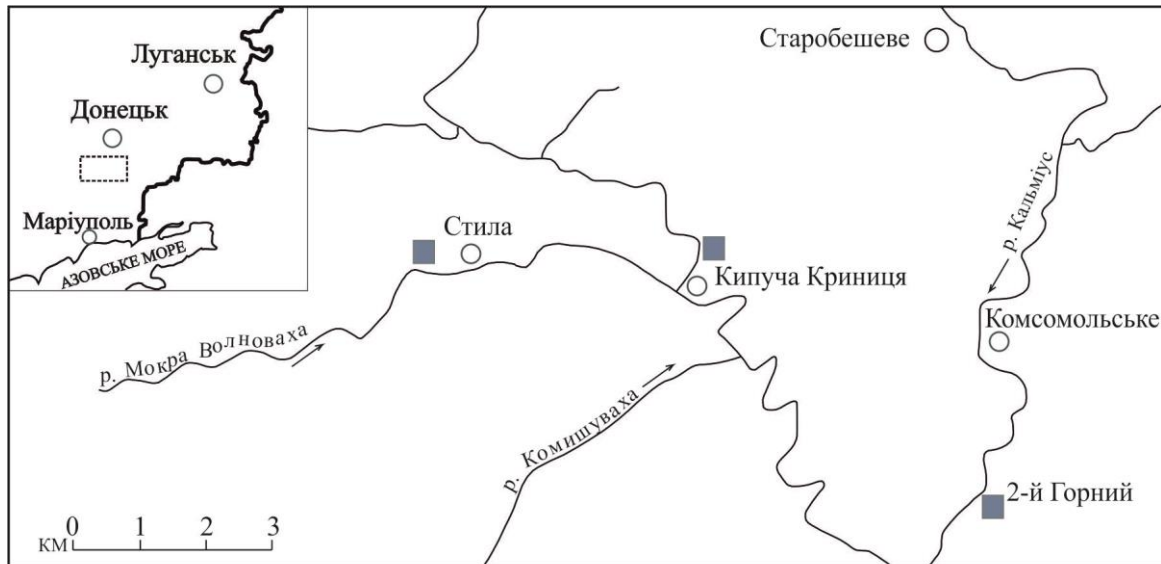 Луганськ
Донецьк
Маріуполь
АЗОВСЬКЕ МОРЕ
Старобешеве
р. Кальміус
Стила
Кипуча Криниця
Комсомольське
р. Мокра Волноваха
р. Комишуваха
2-й Горний
0 1 2 3
КМ